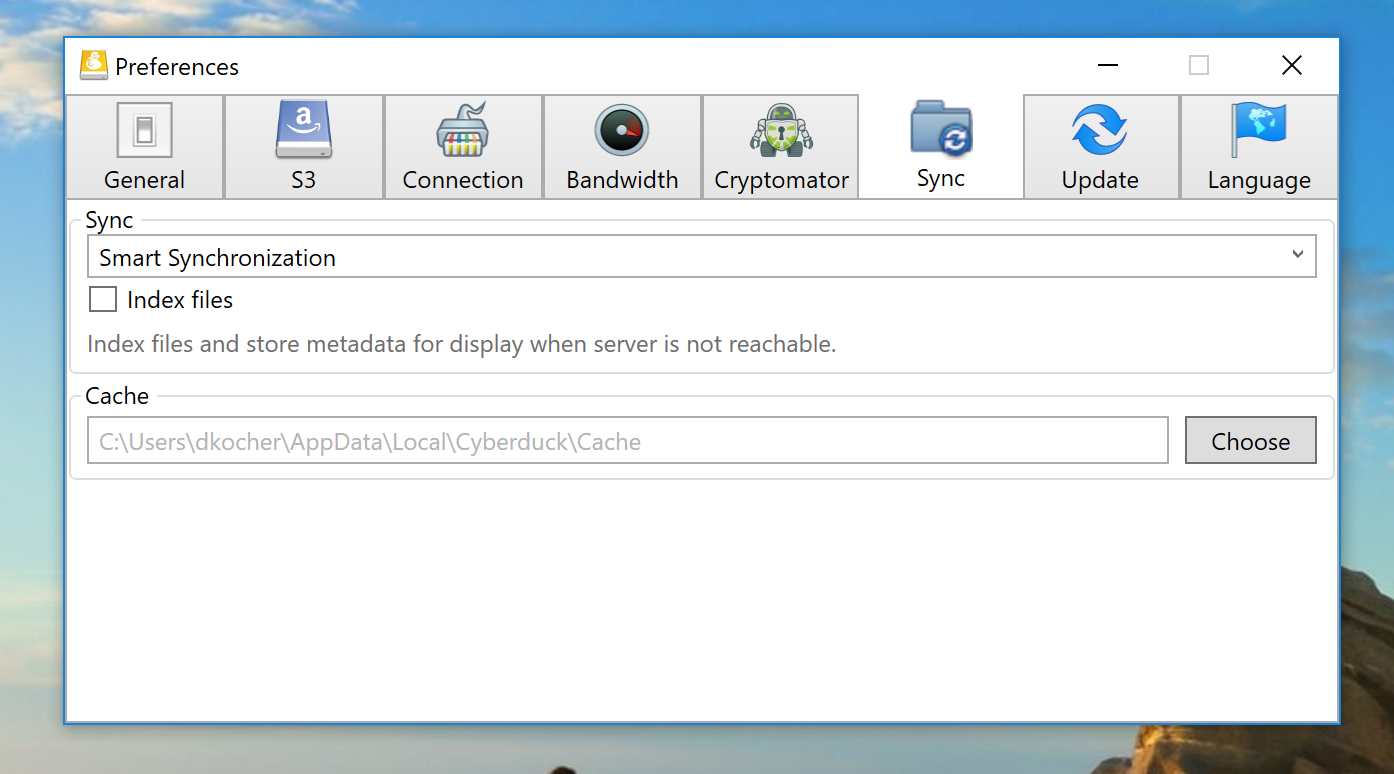 Preferences
General S3 Connection Bandwidth Cryptomator Sync Update Language
Sync
Smart Synchronization
Index files
Index files and store metadata for display when server is not reachable.
Cache
C:\Users\dkocher\AppData\Local\Cyberduck\Cache Choose